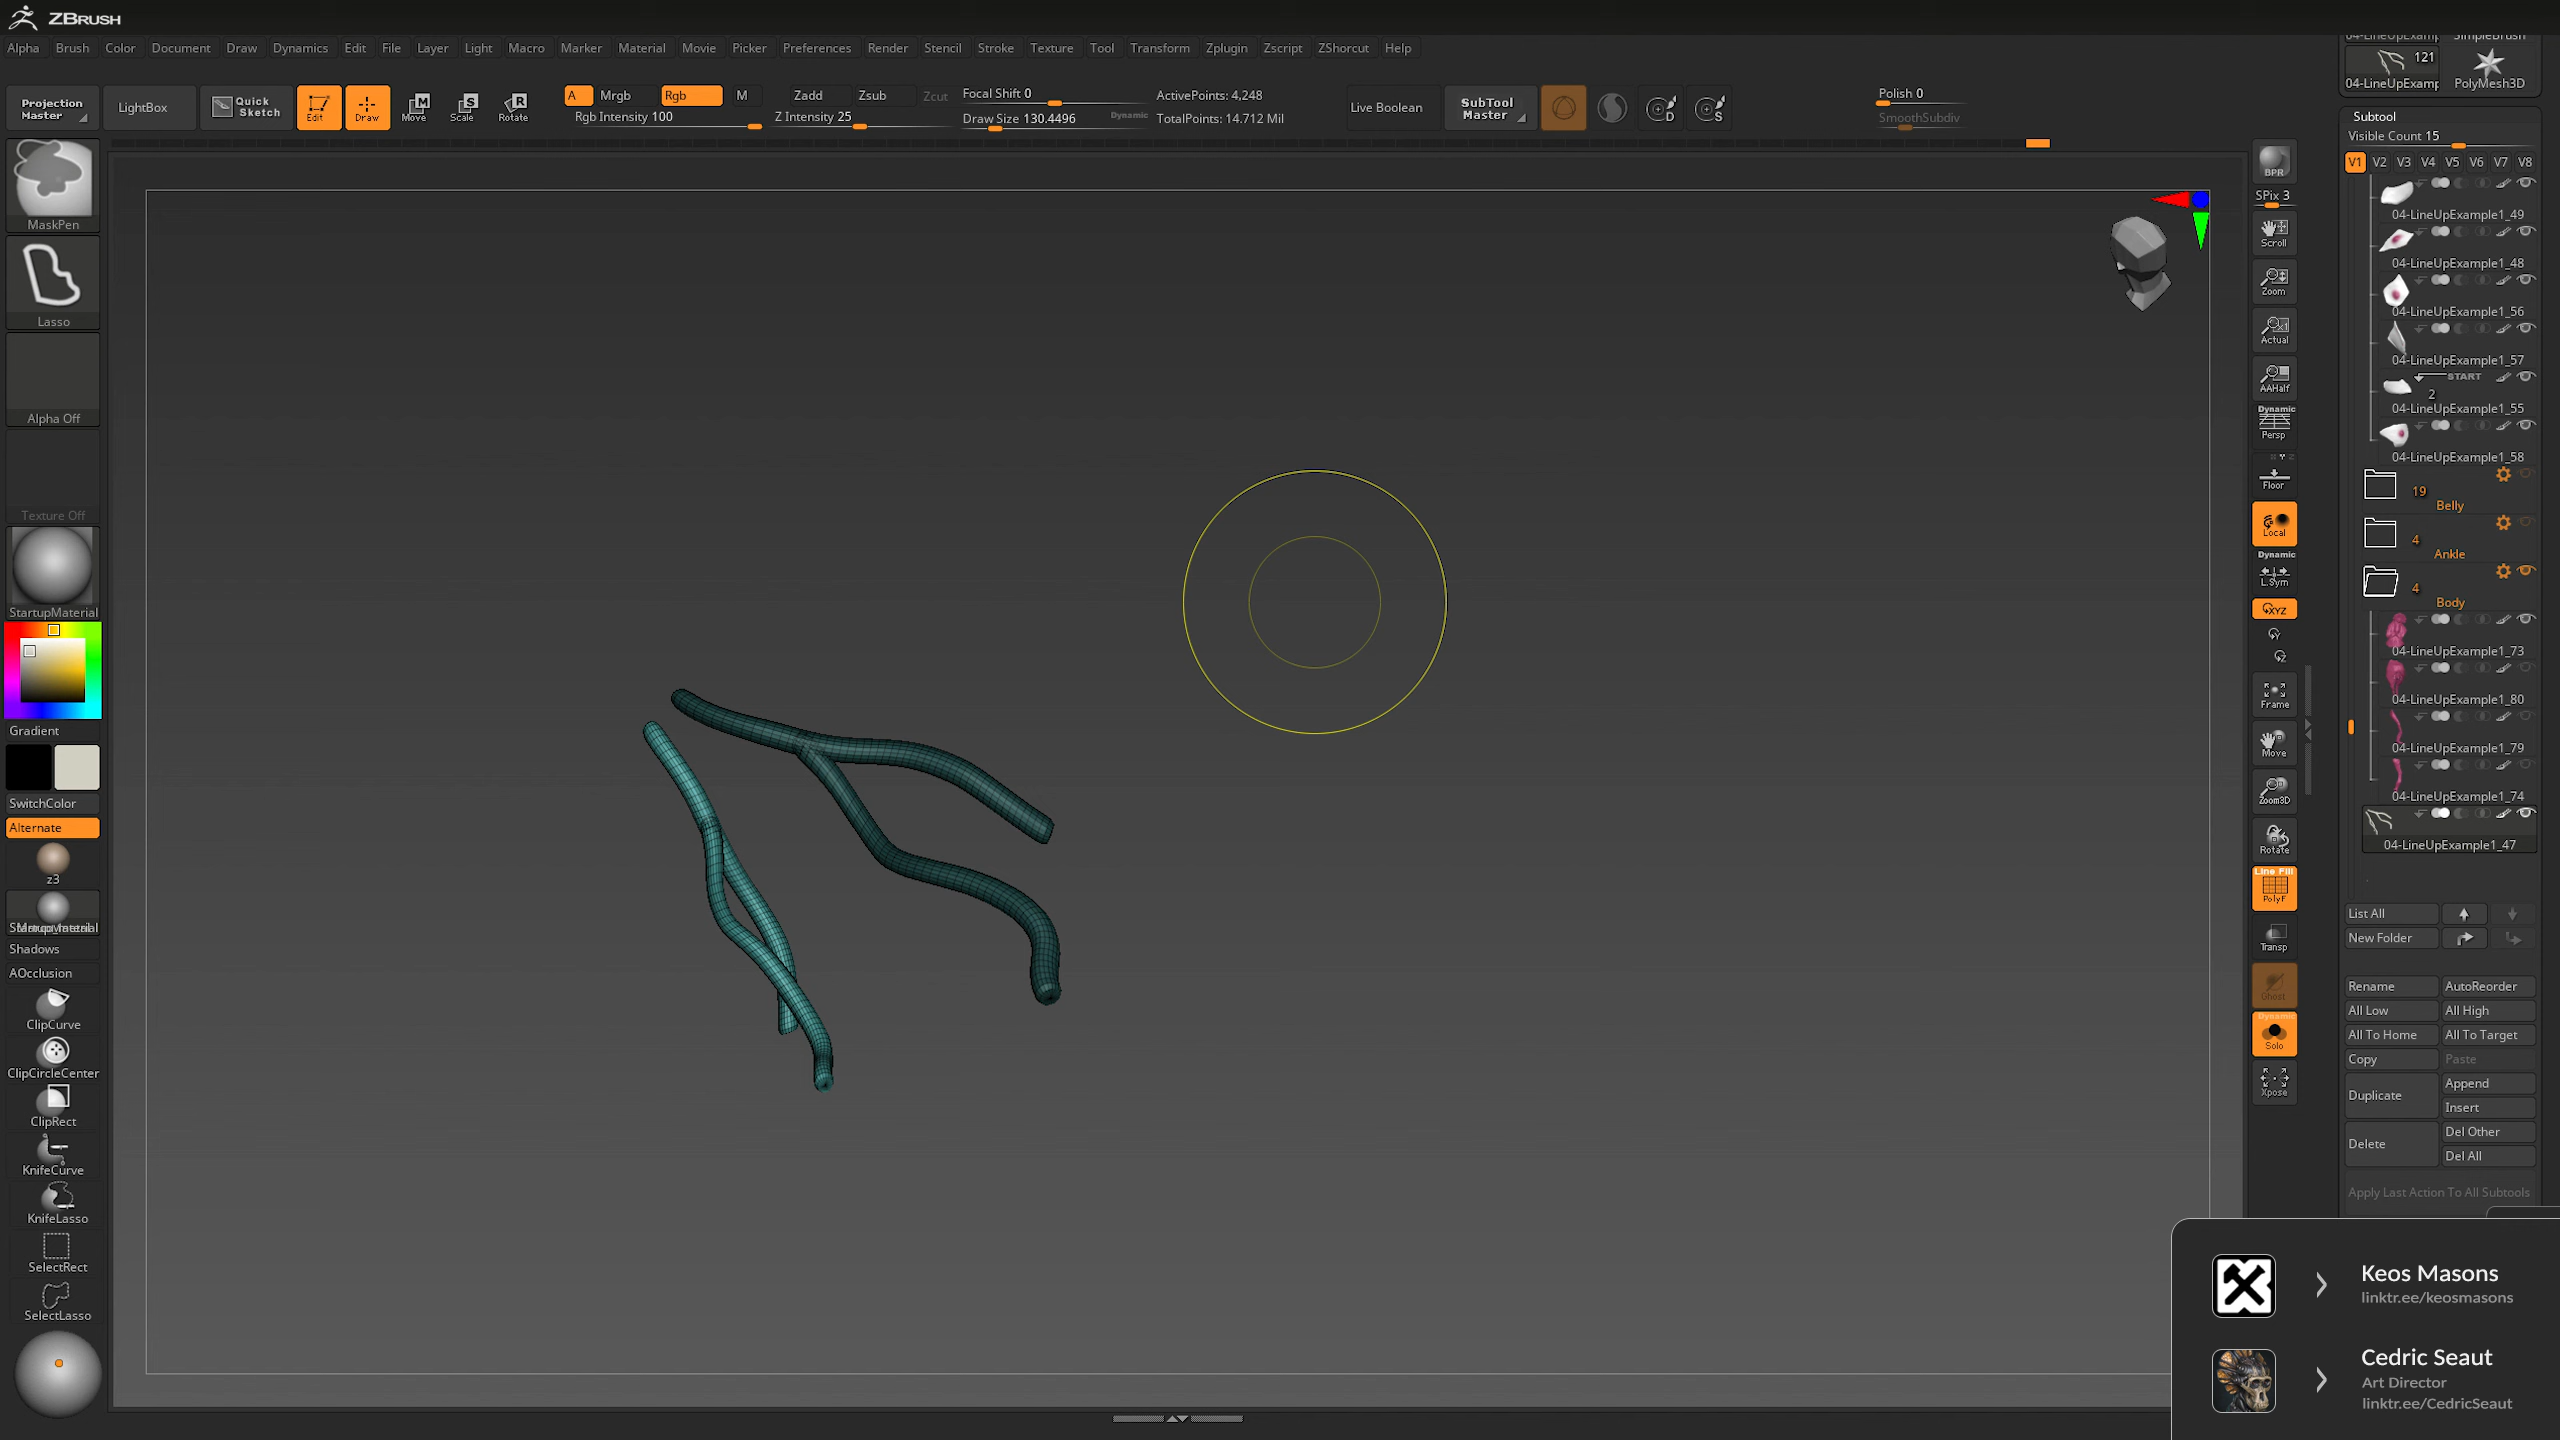 ZBRUSH
Alpha Brush Color Document Draw Dynamics Edit File Layer Light Macro Marker Material Movie Picker Preferences Render Stencil Stroke Texture Tool Transform Zplugin Zscript ZShorcut Help
Projection Master
LightBox
Quick Sketch
Edit
Draw
Move
Scale
Rotate
A Mrgb Rgb M
Rgb Intensity 100
Zadd Zsub Zcut
Z Intensity 25
Focal Shift 0
Draw Size 130.4496 Dynamic
ActivePoints: 4,248
TotalPoints: 14.712 Mil
Live Boolean
SubTool Master
Polish 0
SmoothSubdiv
MaskPen
Lasso
Alpha Off
Texture Off
StartupMaterial
Gradient
SwitchColor
Alternate
z3
Shadows
AOcclusion
ClipCurve
ClipCircleCenter
ClipRect
KnifeCurve
KnifeLasso
SelectRect
SelectLasso
BPR
SPix 3
Scroll
Zoom
Actual
AAHalf
Dynamic
Persp
Floor
Local
Dynamic
L.Sym
XYZ
Y
Z
Frame
Move
Zoom3D
Rotate
Line Fill
PolyF
Transp
Ghost
Dynamic
Solo
Xpose
04-LineUpExamp SimpleBrush
121
04-LineUpExamp PolyMesh3D
Subtool
Visible Count 15
V1 V2 V3 V4 V5 V6 V7 V8
04-LineUpExample1_49
04-LineUpExample1_48
04-LineUpExample1_56
04-LineUpExample1_57
START
2
04-LineUpExample1_55
04-LineUpExample1_58
19
Belly
4
Ankle
4
Body
04-LineUpExample1_73
04-LineUpExample1_80
04-LineUpExample1_79
04-LineUpExample1_74
04-LineUpExample1_47
List All
New Folder
Rename AutoReorder
All Low All High
All To Home All To Target
Copy Paste
Duplicate Append
Insert
Delete Del Other
Del All
Apply Last Action To All Subtools
Keos Masons
linktr.ee/keosmasons
Cedric Seaut
Art Director
linktr.ee/CedricSeaut